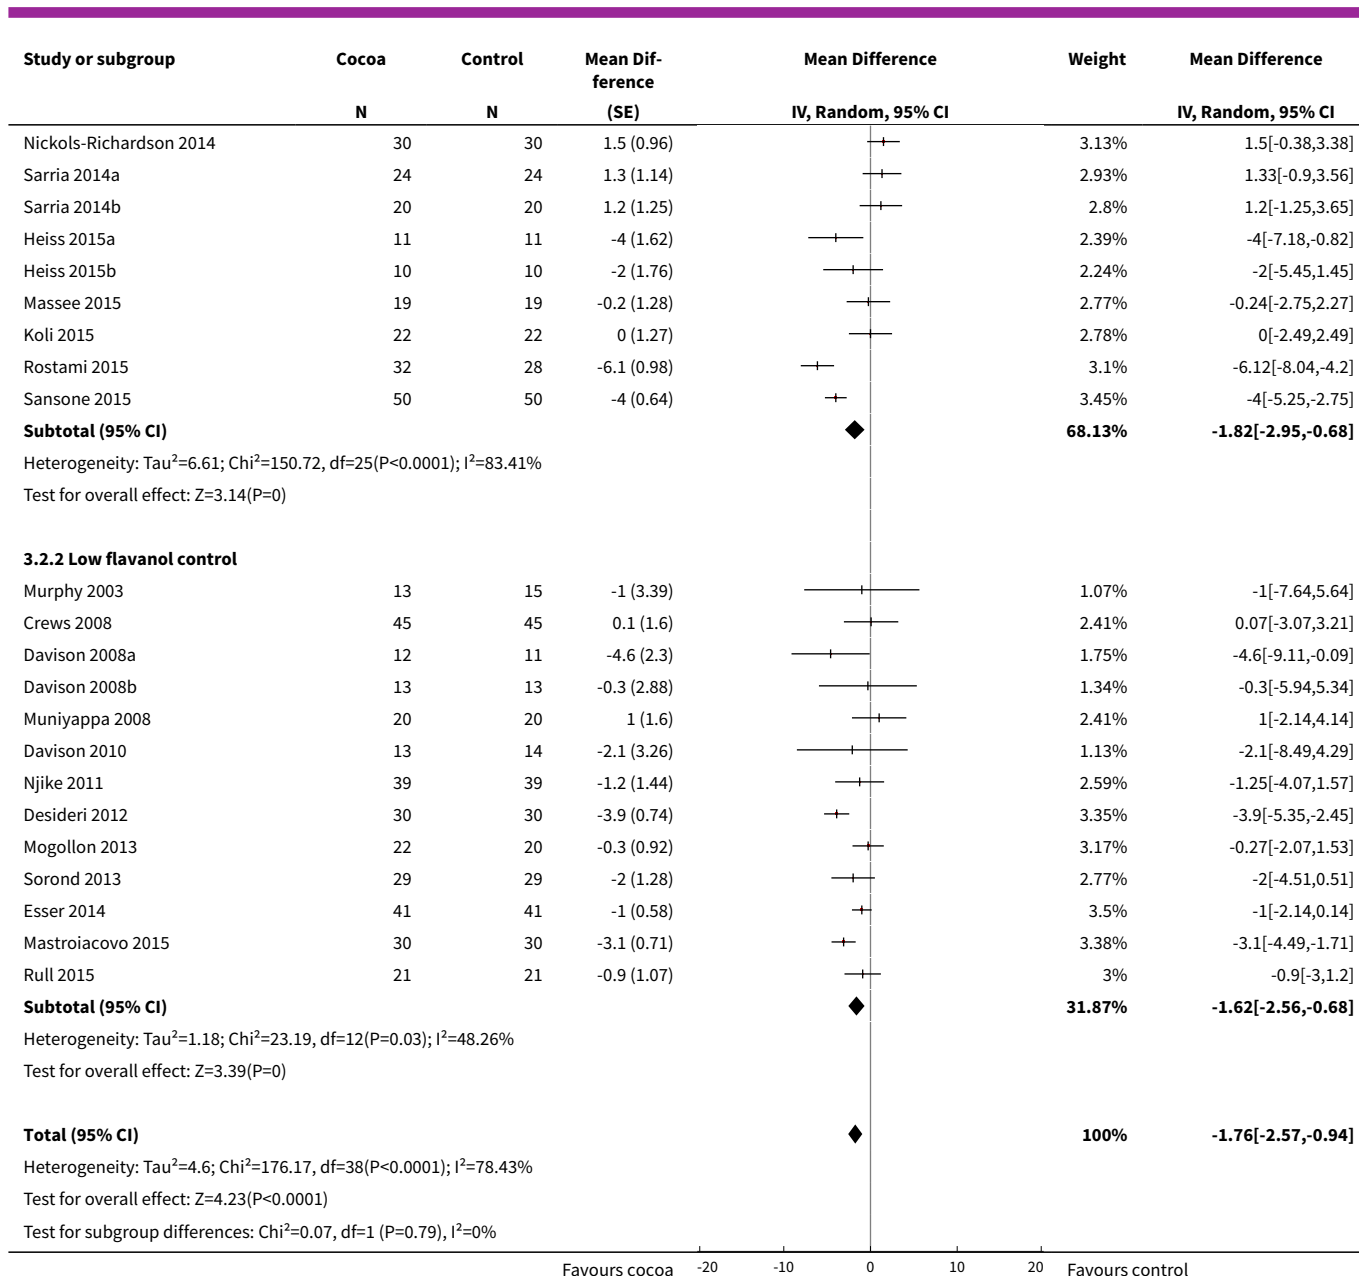 Study or subgroup Cocoa Control Mean Dif- Mean Difference Weight Mean Difference
ference
N N (SE) IV, Random, 95% CI IV, Random, 95% CI
Nickols-Richardson 2014 30 30 1.5 (0.96) 3.13% 1.5[-0.38,3.38]
Sarria 2014a 24 24 1.3 (1.14) 2.93% 1.33[-0.9,3.56]
Sarria 2014b 20 20 1.2 (1.25) 2.8% 1.2[-1.25,3.65]
Heiss 2015a 11 11 -4 (1.62) 2.39% -4[-7.18,-0.82]
Heiss 2015b 10 10 -2 (1.76) 2.24% -2[-5.45,1.45]
Massee 2015 19 19 -0.2 (1.28) 2.77% -0.24[-2.75,2.27]
Koli 2015 22 22 0 (1.27) 2.78% 0[-2.49,2.49]
Rostami 2015 32 28 -6.1 (0.98) 3.1% -6.12[-8.04,-4.2]
Sansone 2015 50 50 -4 (0.64) 3.45% -4[-5.25,-2.75]
Subtotal (95% CI) 68.13% -1.82[-2.95,-0.68]
Heterogeneity: Tau²=6.61; Chi²=150.72, df=25(P<0.0001); I²=83.41%
Test for overall effect: Z=3.14(P=0)
3.2.2 Low flavanol control
Murphy 2003 13 15 -1 (3.39) 1.07% -1[-7.64,5.64]
Crews 2008 45 45 0.1 (1.6) 2.41% 0.07[-3.07,3.21]
Davison 2008a 12 11 -4.6 (2.3) 1.75% -4.6[-9.11,-0.09]
Davison 2008b 13 13 -0.3 (2.88) 1.34% -0.3[-5.94,5.34]
Muniyappa 2008 20 20 1 (1.6) 2.41% 1[-2.14,4.14]
Davison 2010 13 14 -2.1 (3.26) 1.13% -2.1[-8.49,4.29]
Njike 2011 39 39 -1.2 (1.44) 2.59% -1.25[-4.07,1.57]
Desideri 2012 30 30 -3.9 (0.74) 3.35% -3.9[-5.35,-2.45]
Mogollon 2013 22 20 -0.3 (0.92) 3.17% -0.27[-2.07,1.53]
Sorond 2013 29 29 -2 (1.28) 2.77% -2[-4.51,0.51]
Esser 2014 41 41 -1 (0.58) 3.5% -1[-2.14,0.14]
Mastroiacovo 2015 30 30 -3.1 (0.71) 3.38% -3.1[-4.49,-1.71]
Rull 2015 21 21 -0.9 (1.07) 3% -0.9[-3,1.2]
Subtotal (95% CI) 31.87% -1.62[-2.56,-0.68]
Heterogeneity: Tau²=1.18; Chi²=23.19, df=12(P=0.03); I²=48.26%
Test for overall effect: Z=3.39(P=0)
Total (95% CI) 100% -1.76[-2.57,-0.94]
Heterogeneity: Tau²=4.6; Chi²=176.17, df=38(P<0.0001); I²=78.43%
Test for overall effect: Z=4.23(P<0.0001)
Test for subgroup differences: Chi²=0.07, df=1 (P=0.79), I²=0%
Favours cocoa -20 -10 0 10 20 Favours control